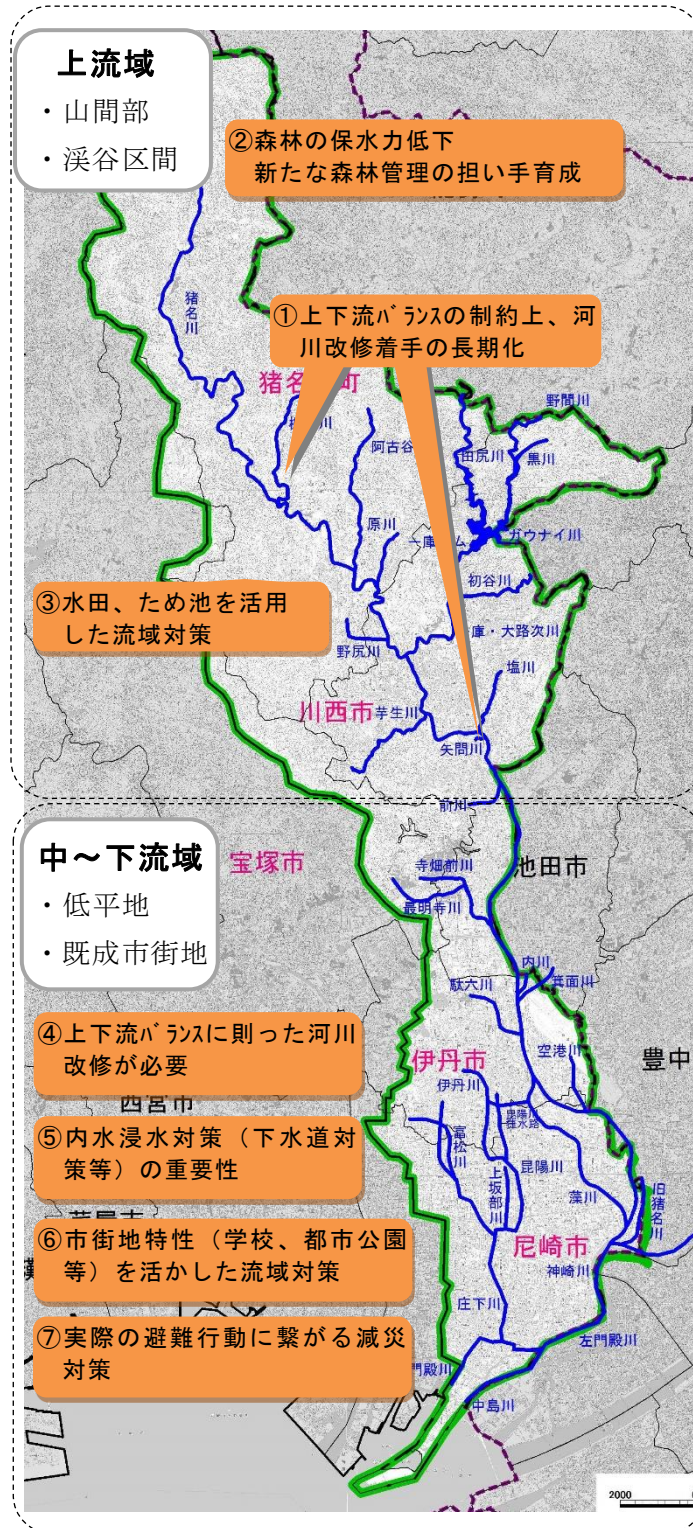 上流域
・山間部
・渓谷区間
②森林の保水力低下
新たな森林管理の担い手育成
猪名川
①上下流バランスの制約上、河
川改修着手の長期化
猪名 町
野間川
阿古谷
田尻川
黒川
原川
ガウナイ川
初谷川
③水田、ため池を活用
した流域対策
庫・大路次川
野尻川
塩川
川西市
芋生川
矢問川
前川
中~下流域
・低平地
・既成市街地
宝塚市
寺畑前川
池田市
最明寺川
内川
箕面川
駄六川
④上下流バランスに則った河川
改修が必要
空港川
伊丹市
豊中
伊丹川
西宮市
⑤内水浸水対策(下水道対
策等)の重要性
富松川
上坂部川
昆陽川
藻川
旧猪名川
⑥市街地特性(学校、都市公園
等)を活かした流域対策
尼崎市
神崎川
庄下川
⑦実際の避難行動に繋がる減災
対策
左門殿川
門殿川
中島川
2000